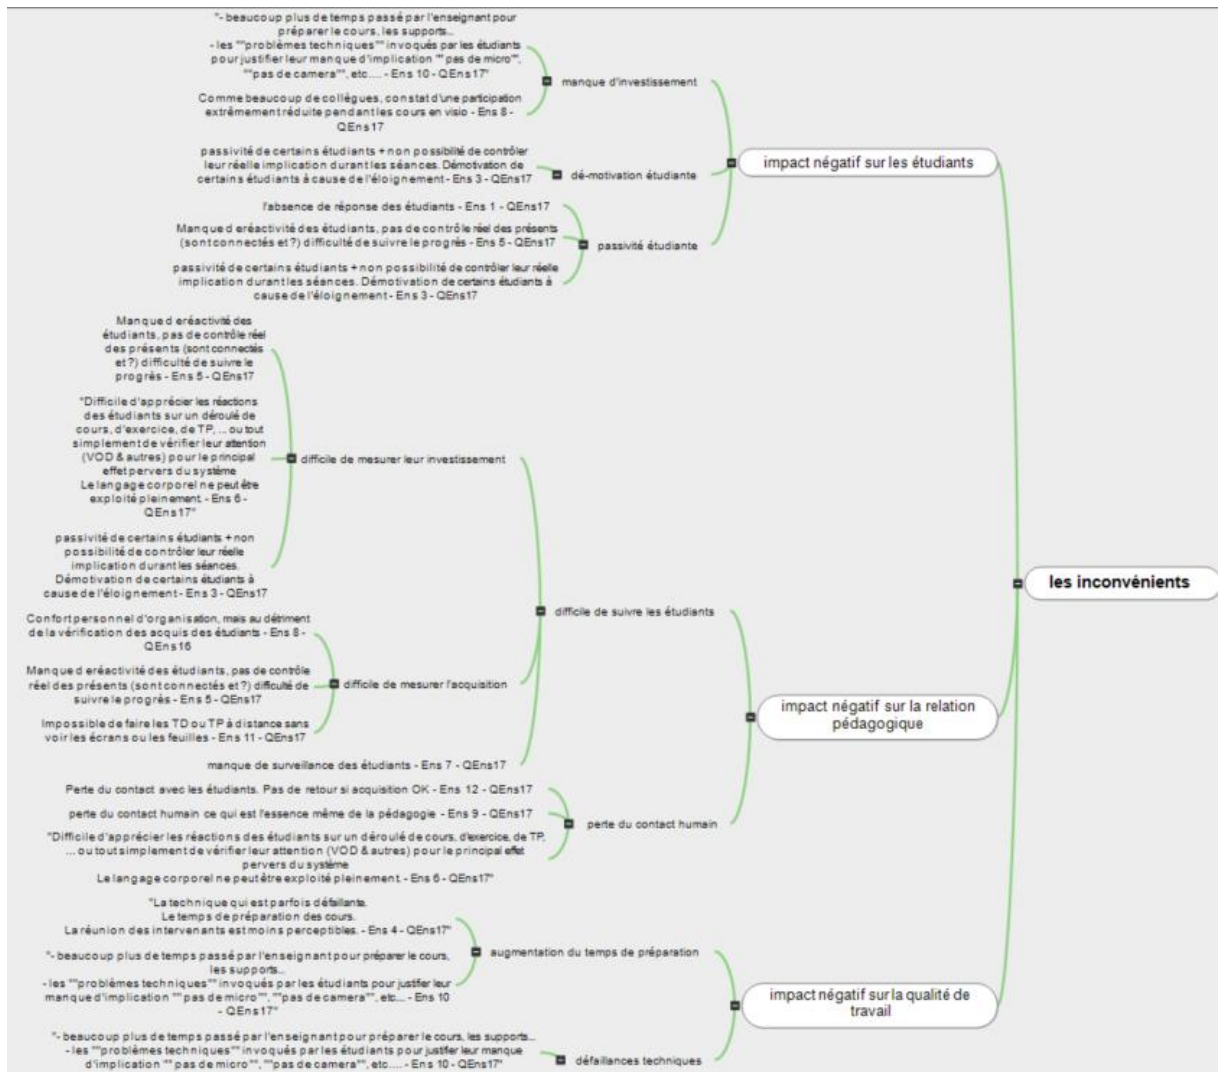 "- beaucoup plus de temps passé par l'enseignant pour
préparer le cours, les supports...
- les ""problèmes techniques"" invoqués par les étudiants
pour justifier leur manque d'implication "" pas de micro"",
""pas de camera"", etc.... - Ens 10 - QEns17"
manque d'investissement
Comme beaucoup de collègues, constat d'une participation
extrêmement réduite pendant les cours en visio - Ens 8 -
QEns17
impact négatif sur les étudiants
passivité de certains étudiants + non possibilité de contrôler
leur réelle implication durant les séances. Démotivation de
certains étudiants à cause de l'éloignement - Ens 3 - QEns17
dé-motivation étudiante
l'absence de réponse des étudiants - Ens 1 - QEns17
Manque d eréactivité des étudiants, pas de contrôle réel des présents
(sont connectés et ?) difficulté de suivre le progrès - Ens 5 - QEns17
passivité étudiante
passivité de certains étudiants + non possibilité de contrôler leur réelle
implication durant les séances. Démotivation de certains étudiants à
cause de l'éloignement - Ens 3 - QEns17
Manque d eréactivité des
étudiants, pas de contrôle réel
des présents (sont connectés
et ?) difficulté de suivre le
progrès - Ens 5 - QEns17
"Difficile d'apprécier les réactions
des étudiants sur un déroulé de
cours, d'exercice, de TP, ... ou tout
simplement de vérifier leur attention
(VOD & autres) pour le principal
effet pervers du système
Le langage corporel ne peut être
exploité pleinement. - Ens 6 -
QEns17"
difficile de mesurer leur investissement
passivité de certains étudiants + non
possibilité de contrôler leur réelle
implication durant les séances.
Démotivation de certains étudiants à
cause de l'éloignement - Ens 3 - QEns17
les inconvénients
difficile de suivre les étudiants
Confort personnel d'organisation, mais au détriment
de la vérification des acquis des étudiants - Ens 8 -
QEns16
Manque d eréactivité des étudiants, pas de contrôle
réel des présents (sont connectés et ?) difficulté de
suivre le progrès - Ens 5 - QEns17
difficile de mesurer l'acquisition
Impossible de faire les TD ou TP à distance sans
voir les écrans ou les feuilles - Ens 11 - QEns17
impact négatif sur la relation
pédagogique
manque de surveillance des étudiants - Ens 7 - QEns17
Perte du contact avec les étudiants. Pas de retour si acquisition OK - Ens 12 - QEns17
perte du contact humain ce qui est l'essence même de la pédagogie - Ens 9 - QEns17
perte du contact humain
"Difficile d'apprécier les réactions des étudiants sur un déroulé de cours, d'exercice, de TP,
... ou tout simplement de vérifier leur attention (VOD & autres) pour le principal effet
pervers du système
Le langage corporel ne peut être exploité pleinement. - Ens 6 - QEns17"
"La technique qui est parfois défaillante.
Le temps de préparation des cours.
La réunion des intervenants est moins perceptibles. - Ens 4 - QEns17"
augmentation du temps de préparation
"- beaucoup plus de temps passé par l'enseignant pour préparer le cours,
les supports...
- les ""problèmes techniques"" invoqués par les étudiants pour justifier leur
manque d'implication "" pas de micro"", ""pas de camera"", etc... - Ens 10
- QEns17"
impact négatif sur la qualité de
travail
"- beaucoup plus de temps passé par l'enseignant pour préparer le cours, les supports...
- les ""problèmes techniques"" invoqués par les étudiants pour justifier leur manque
d'implication "" pas de micro"", ""pas de camera"", etc.... - Ens 10 - QEns17"
défaillances techniques